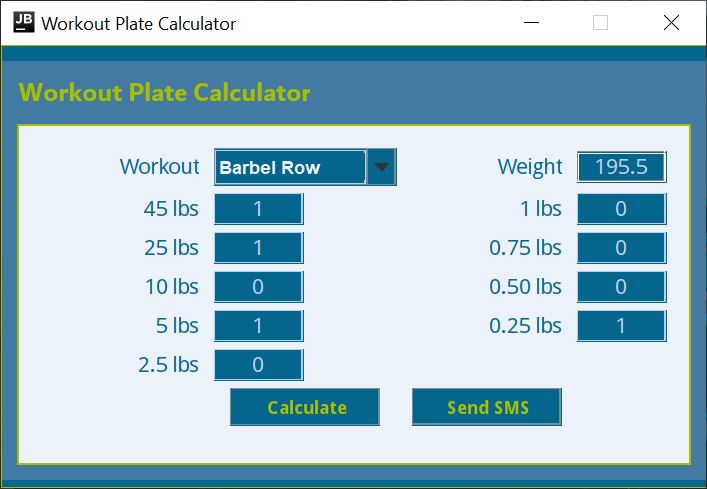 JB Workout Plate Calculator
Workout Plate Calculator
Workout Barbel Row Weight 195.5
45 lbs 1 1 lbs 0
25 lbs 1 0.75 lbs 0
10 lbs 0 0.50 lbs 0
5 lbs 1 0.25 lbs 1
2.5 lbs 0
Calculate Send SMS